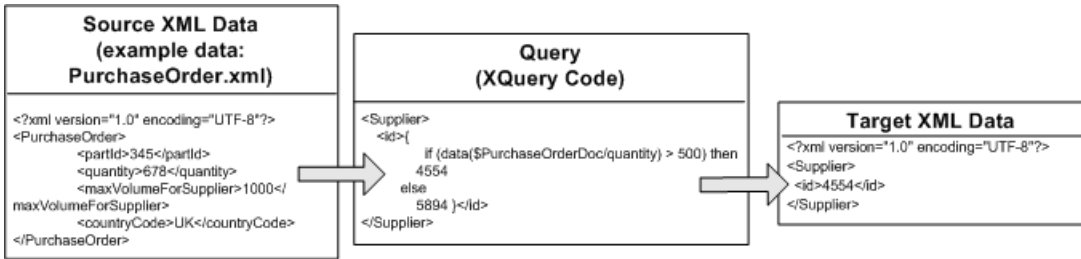 Source XML Data
(example data:
PurchaseOrder.xml)
<?xml version="1.0" encoding="UTF-8"?>
<PurchaseOrder>
<partId>345</partId>
<quantity>678</quantity>
<maxVolumeForSupplier>1000</
maxVolumeForSupplier>
<countryCode>UK</countryCode>
</PurchaseOrder>
Query
(XQuery Code)
<Supplier>
<id>{
if (data($PurchaseOrderDoc/quantity) > 500) then
4554
else
5894 }</id>
</Supplier>
Target XML Data
<?xml version="1.0" encoding="UTF-8"?>
<Supplier>
<id>4554</id>
</Supplier>